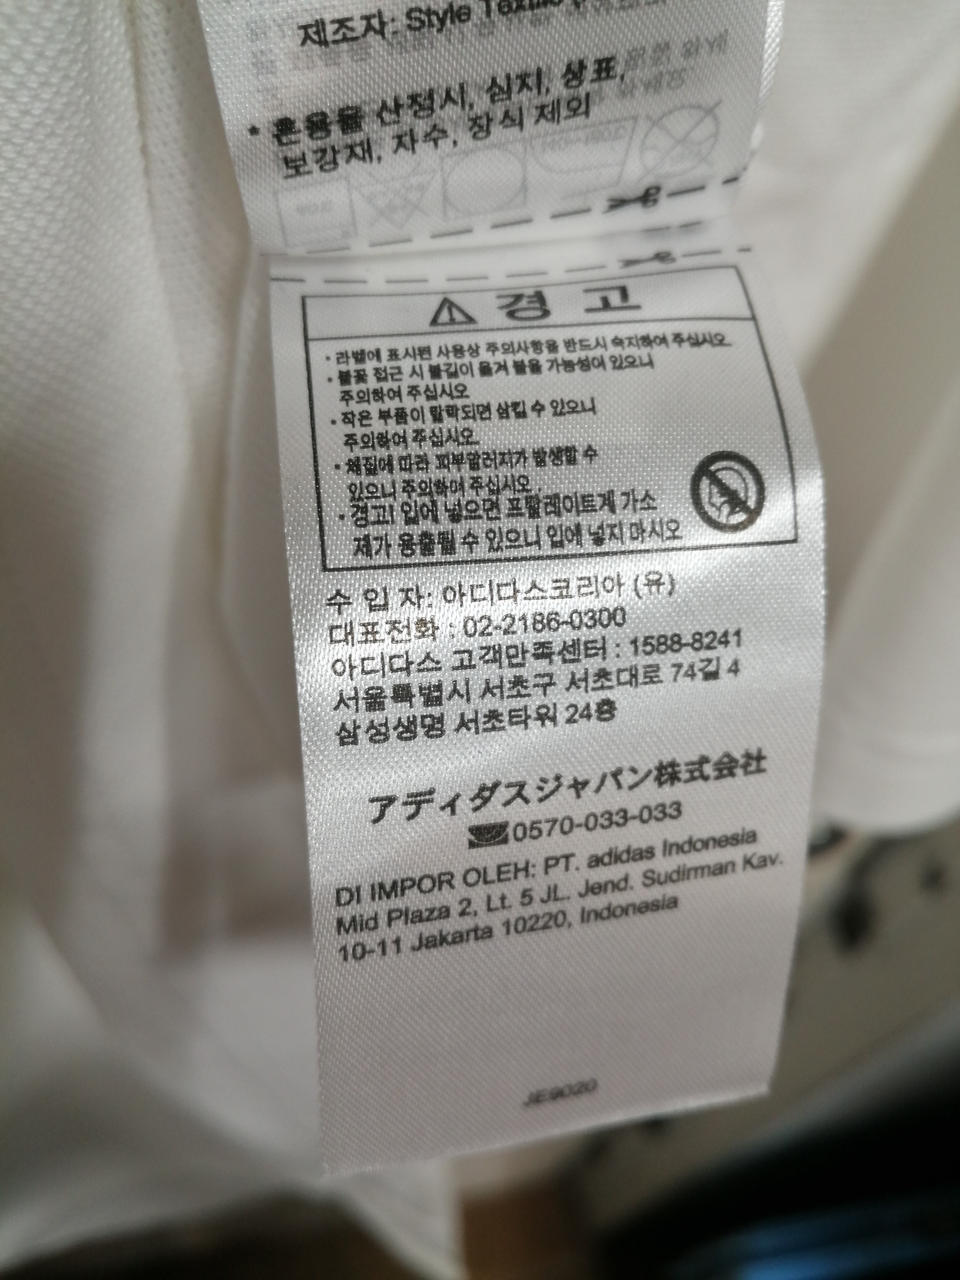 제조자: Style Textile
* 혼용율 산정시, 심지, 상표,
보강재, 자수, 장식 제외
경 고
• 라벨에 표시된 사용상 주의사항을 반드시 숙지하여 주십시오.
• 불꽃 접근 시 불길이 옮겨 붙을 가능성이 있으니
주의하여 주십시오
• 작은 부품이 탈락되면 삼킬 수 있으니
주의하여 주십시오.
• 체질에 따라 피부알러지가 발생할 수
있으니 주의하여 주십시오.
• 경고! 입에 넣으면 프탈레이트계 가소
제가 용출될 수 있으니 입에 넣지 마시오
수 입 자: 아디다스코리아 (유)
대표전화 : 02-2186-0300
아디다스 고객만족센터 : 1588-8241
서울특별시 서초구 서초대로 74길 4
삼성생명 서초타워 24층
アディダスジャパン株式会社
0570-033-033
DI IMPOR OLEH: PT. adidas Indonesia
Mid Plaza 2, Lt. 5 JL. Jend. Sudirman Kav.
10-11 Jakarta 10220, Indonesia
JE9020